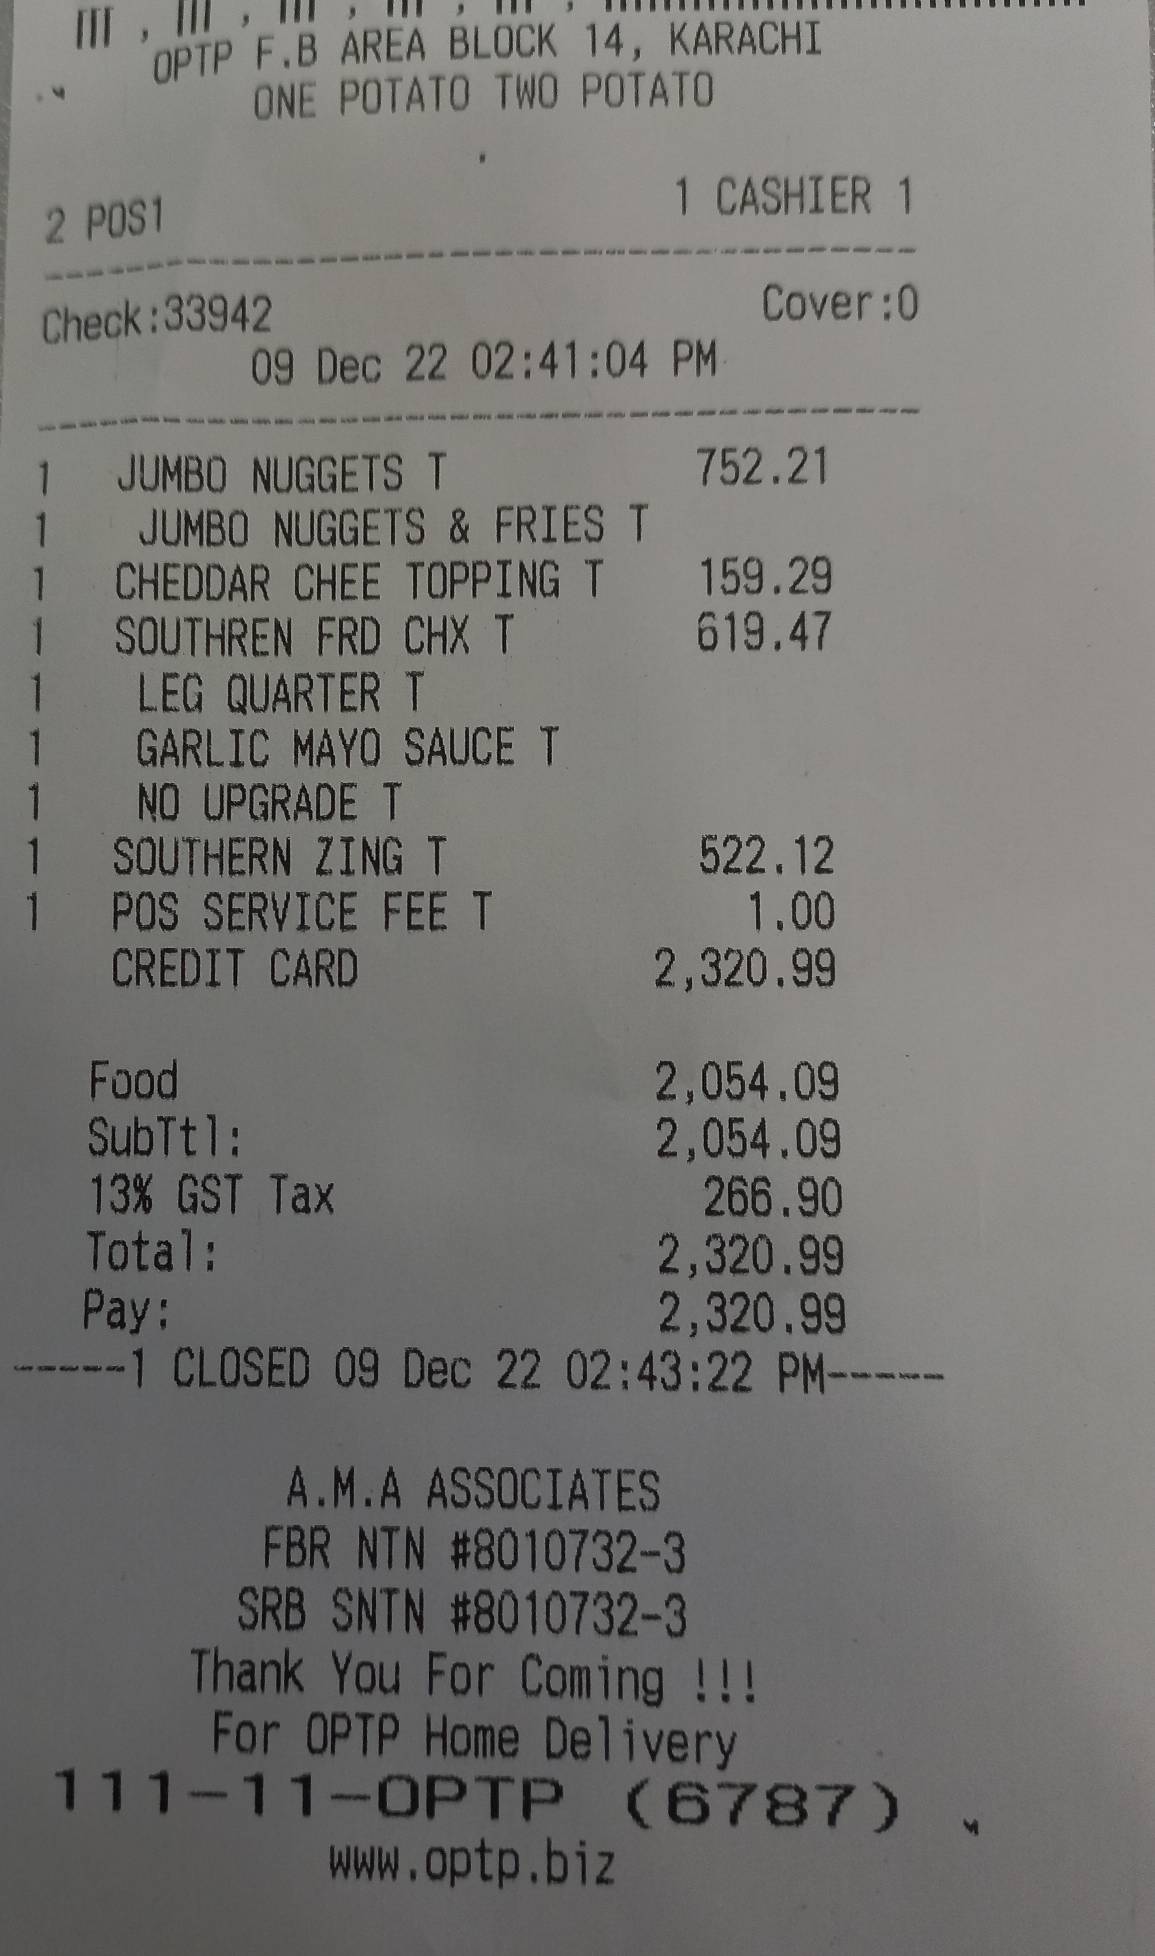 OPTP F.B AREA BLOCK 14, KARACHI
ONE POTATO TWO POTATO
2 POS1 1 CASHIER 1
Check:33942 Cover:0
09 Dec 22 02:41:04 PM
1 JUMBO NUGGETS T 752.21
1 JUMBO NUGGETS & FRIES T
1 CHEDDAR CHEE TOPPING T 159.29
1 SOUTHREN FRD CHX T 619.47
1 LEG QUARTER T
1 GARLIC MAYO SAUCE T
1 NO UPGRADE T
1 SOUTHERN ZING T 522.12
1 POS SERVICE FEE T 1.00
CREDIT CARD 2,320.99
Food 2,054.09
SubTtl: 2,054.09
13% GST Tax 266.90
Total: 2,320.99
Pay: 2,320.99
-----1 CLOSED 09 Dec 22 02:43:22 PM-----
A.M.A ASSOCIATES
FBR NTN #8010732-3
SRB SNTN #8010732-3
Thank You For Coming !!!
For OPTP Home Delivery
111-11-OPTP (6787)
www.optp.biz